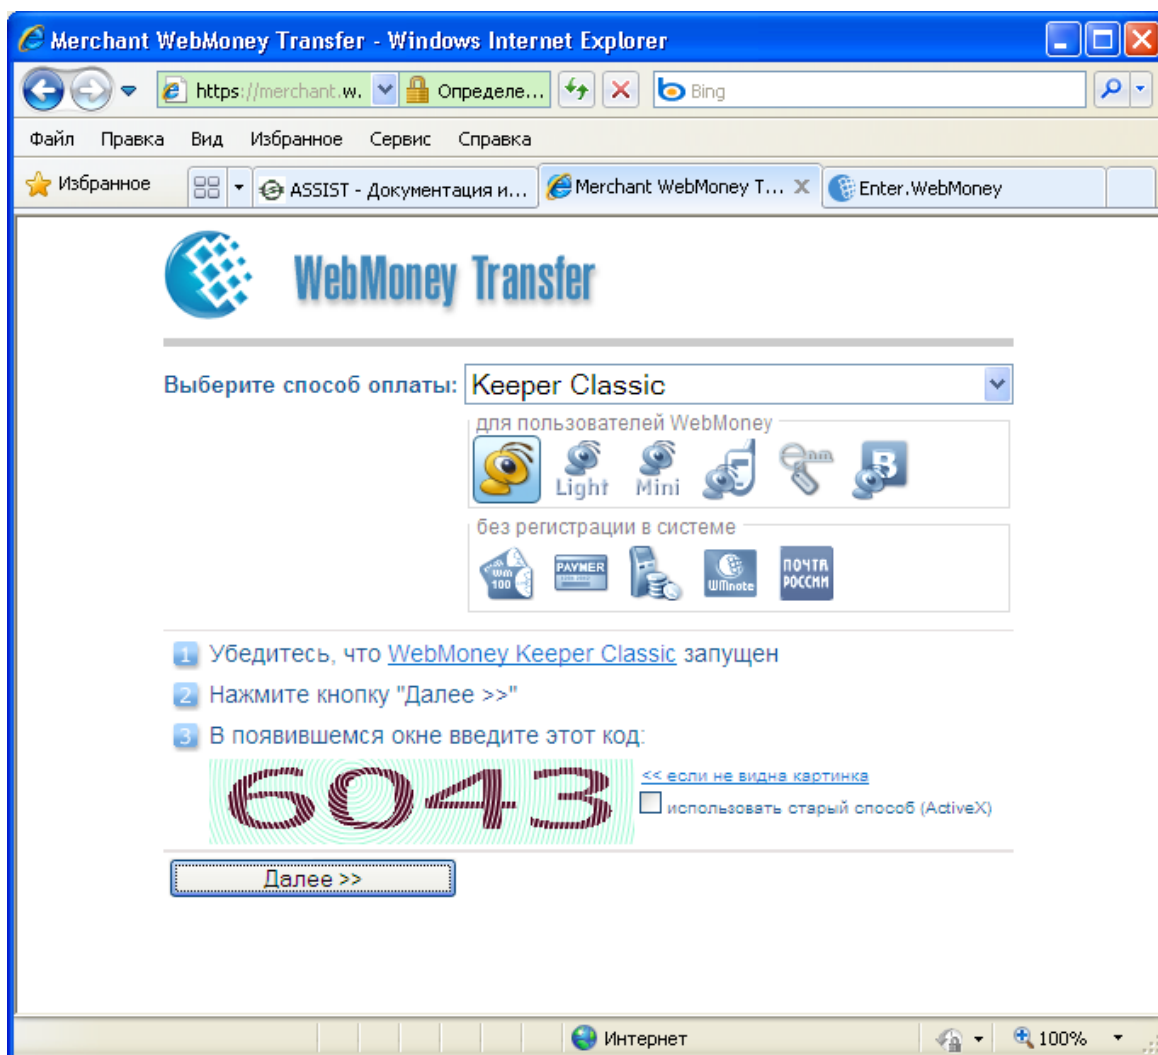 Merchant WebMoney Transfer - Windows Internet Explorer
https://merchant.w. Определе... Bing
Файл Правка Вид Избранное Сервис Справка
Избранное ASSIST - Документация и... Merchant WebMoney T... X Enter.WebMoney
WebMoney Transfer
Выберите способ оплаты: Keeper Classic
для пользователей WebMoney
Light Mini B
без регистрации в системе
wm 100 PAYMER WMnote ПОЧТА РОССИИ
1 Убедитесь, что WebMoney Keeper Classic запущен
2 Нажмите кнопку "Далее >>"
3 В появившемся окне введите этот код:
6043
<< если не видна картинка
использовать старый способ (ActiveX)
Далее >>
Интернет 100%